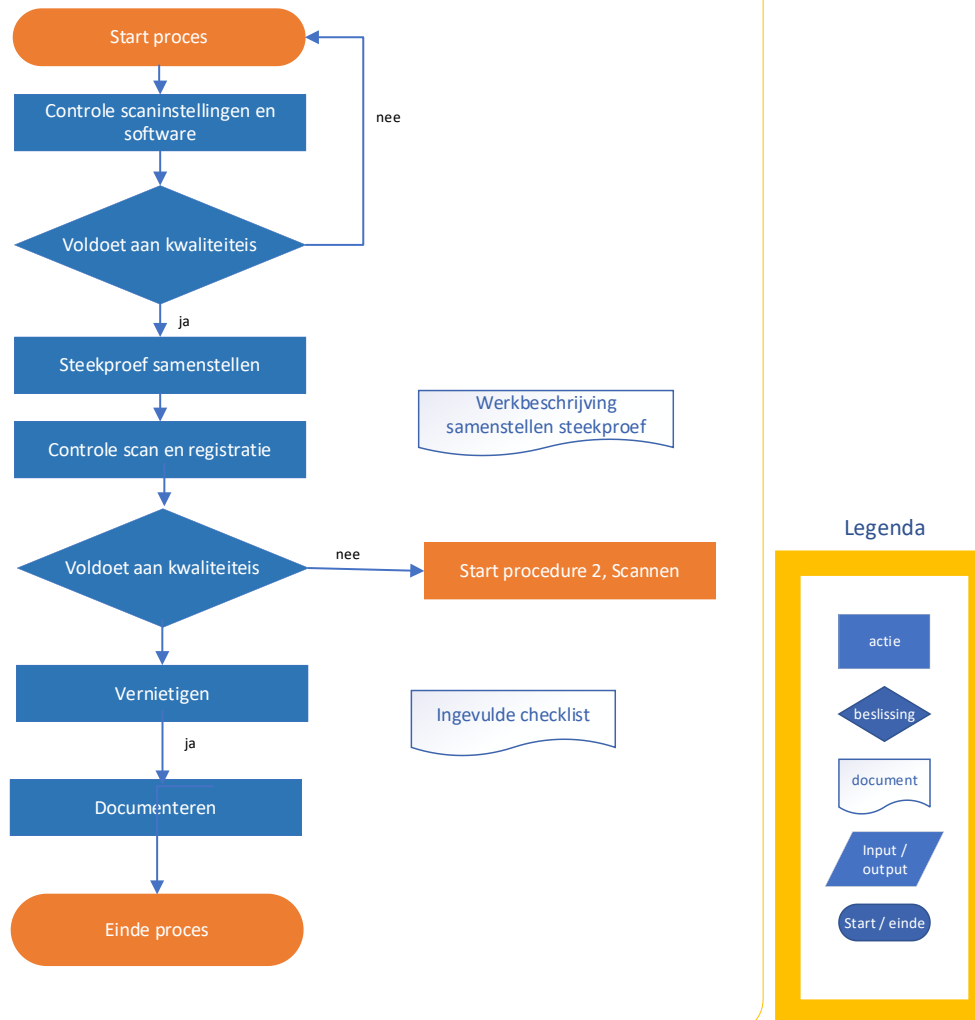 Start proces
nee
Controle scaninstellingen en
software
Voldoet aan kwaliteiteis
ja
Steekproef samenstellen
Werkbeschrijving
samenstellen steekproef
Controle scan en registratie
Voldoet aan kwaliteiteis
nee
Start procedure 2, Scannen
Vernietigen
Ingevulde checklist
ja
Documenteren
Einde proces
Legenda
actie
beslissing
document
Input /
output
Start / einde